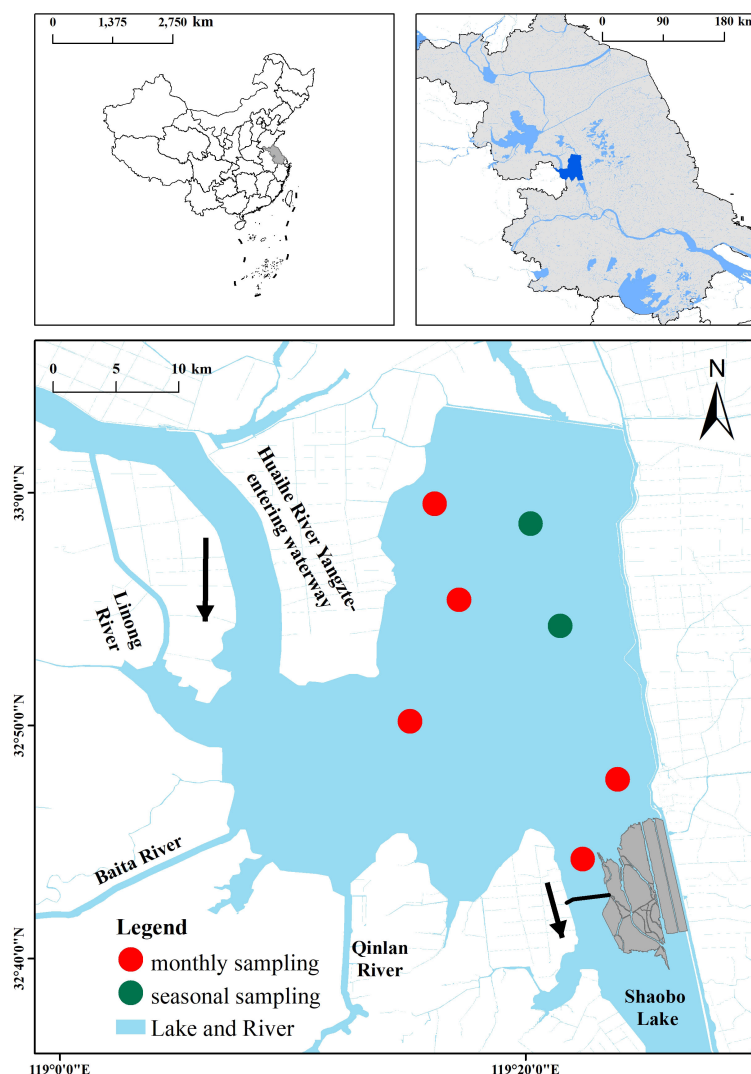 0 1,375 2,750 km
0 90 180 km
0 5 10 km
N
33°0'0"N
32°50'0"N
32°40'0"N
Huaihe River Yangzte-
entering waterway
Linong
River
Baita River
Qinlan
River
Shaobo
Lake
Legend
monthly sampling
seasonal sampling
Lake and River
119°0'0"E
119°20'0"E